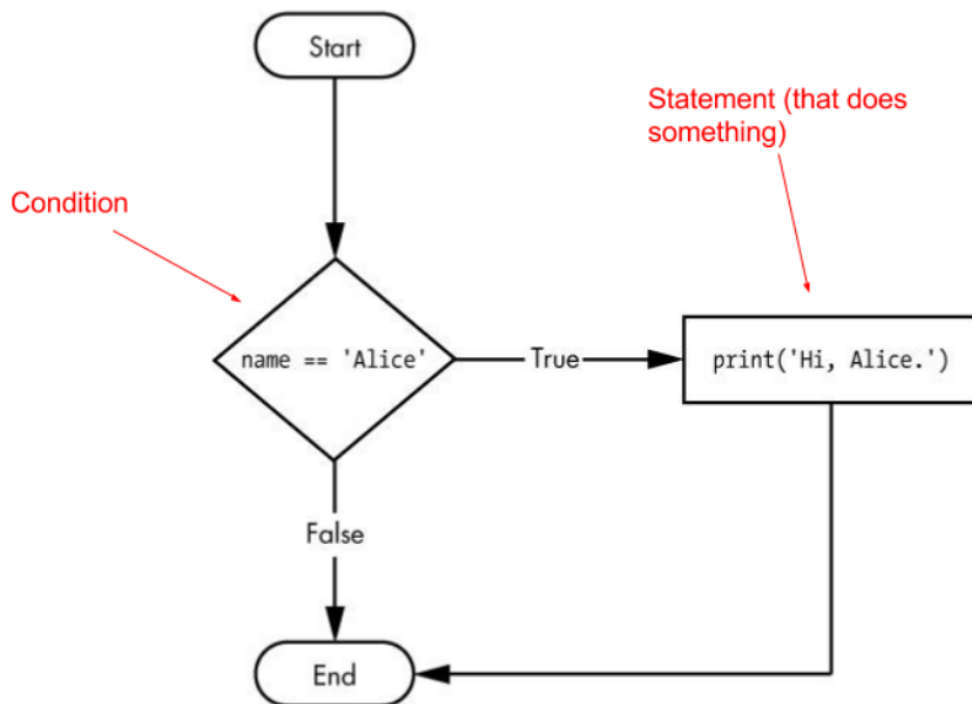 Start
Statement (that does
something)
Condition
name == 'Alice'
True
print('Hi, Alice.')
False
End